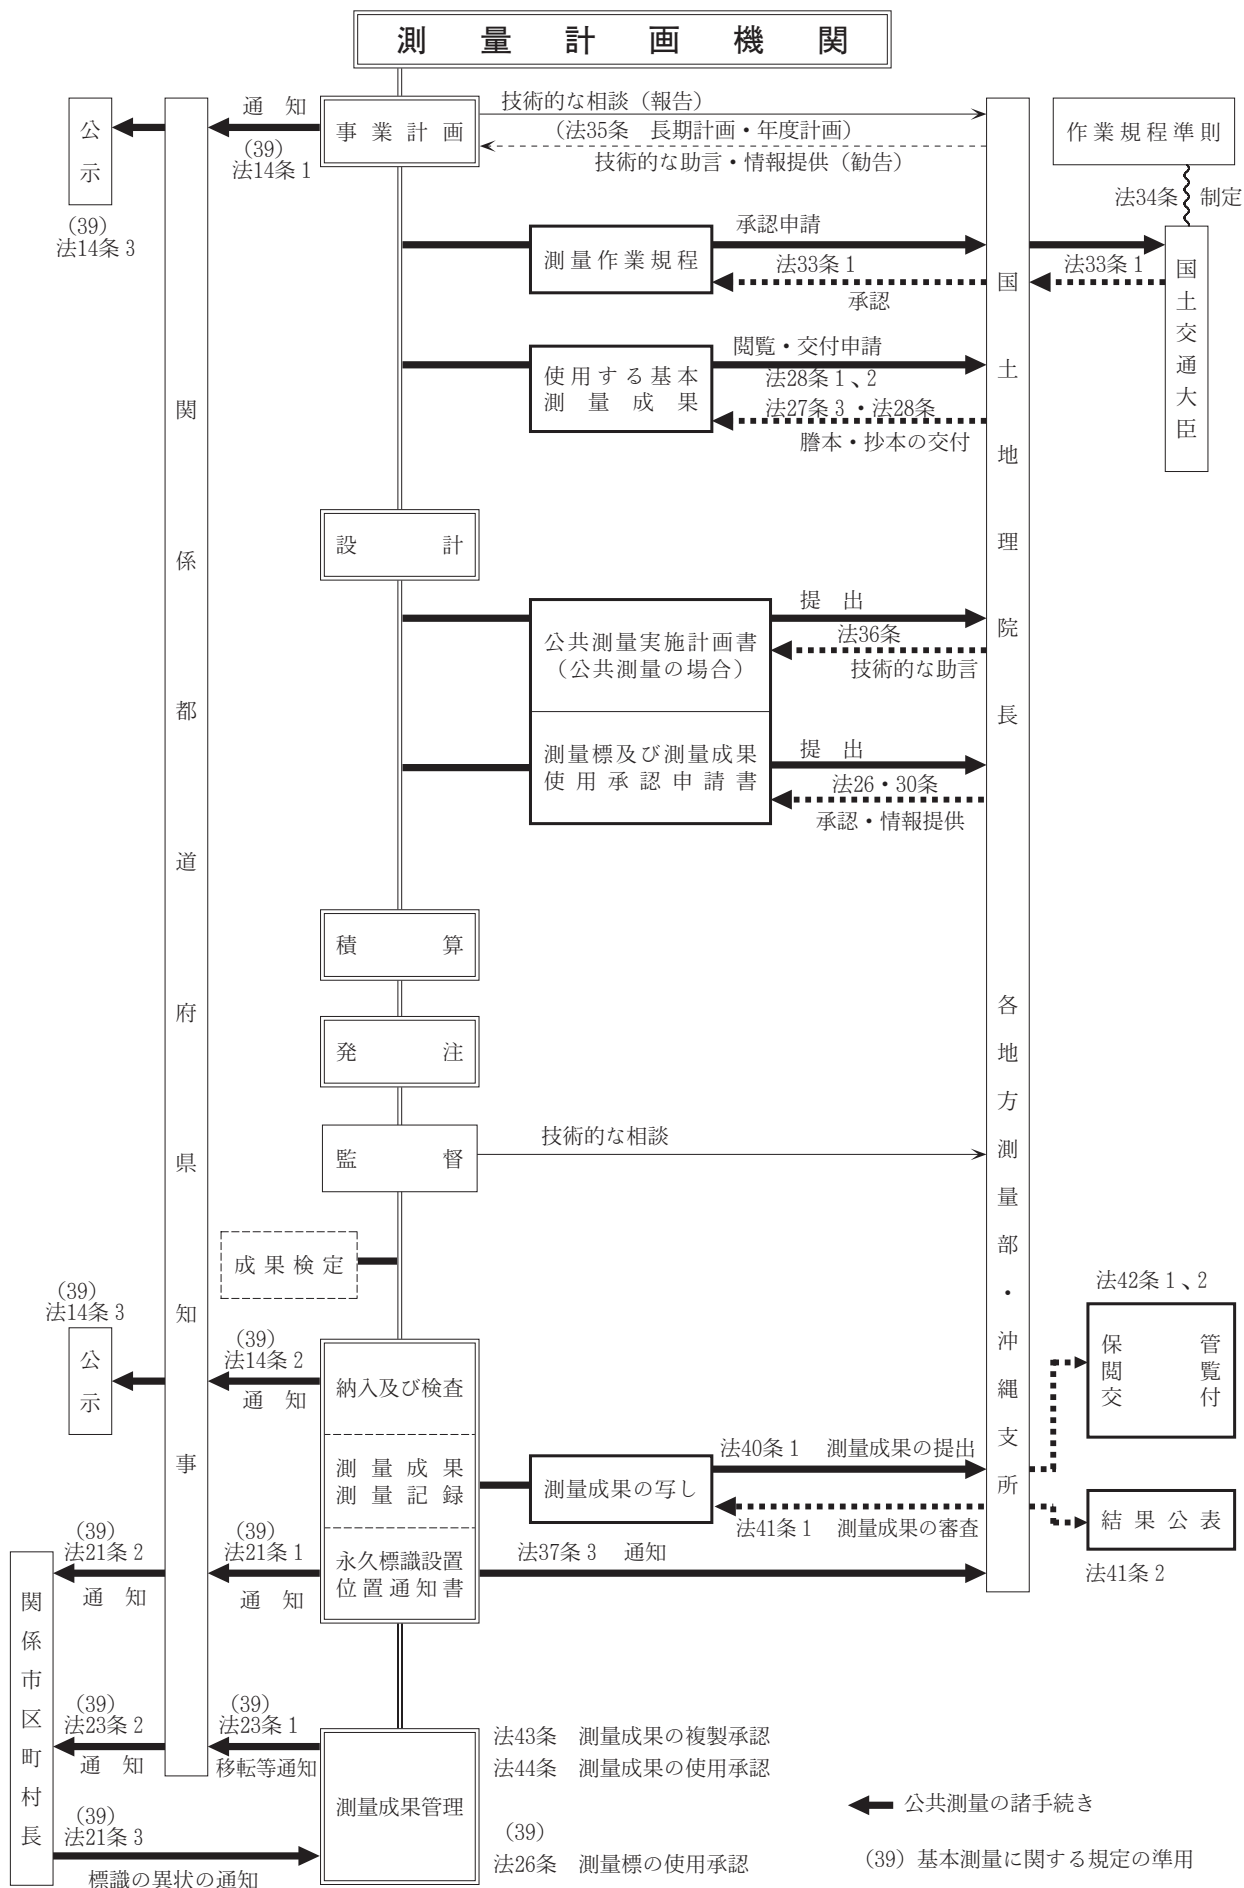 測量計画機関
公示
(39)
法14条3
関係都道府県知事
通知
(39)
法14条1
事業計画
技術的な相談(報告)
(法35条 長期計画・年度計画)
技術的な助言・情報提供(勧告)
国土地理院長
各地方測量部・沖縄支所
作業規程準則
法34条 制定
国土交通大臣
測量作業規程
承認申請
法33条1
承認
法33条1
使用する基本
測量成果
閲覧・交付申請
法28条1、2
法27条3・法28条
謄本・抄本の交付
設計
公共測量実施計画書
(公共測量の場合)
提出
法36条
技術的な助言
測量標及び測量成果
使用承認申請書
提出
法26・30条
承認・情報提供
積算
発注
監督
技術的な相談
成果検定
(39)
法14条3
公示
(39)
法14条2
通知
納入及び検査
測量成果
測量記録
測量成果の写し
法40条1 測量成果の提出
法41条1 測量成果の審査
法42条1、2
保管
閲覧
交付
結果公表
法41条2
永久標識設置
位置通知書
法37条3 通知
(39)
法21条1
通知
(39)
法21条2
通知
関係市区町村長
(39)
法23条2
通知
(39)
法23条1
移転等通知
測量成果管理
(39)
法21条3
標識の異状の通知
法43条 測量成果の複製承認
法44条 測量成果の使用承認
(39)
法26条 測量標の使用承認
公共測量の諸手続き
(39)基本測量に関する規定の準用